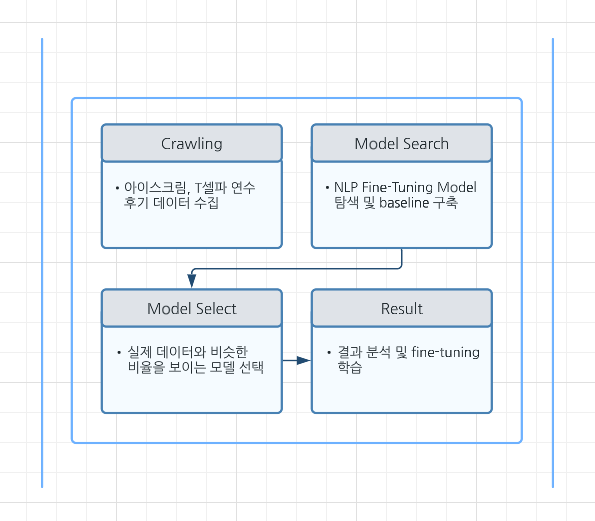 Crawling
• 아이스크림, T셀파 연수
후기 데이터 수집
Model Search
• NLP Fine-Tuning Model
탐색 및 baseline 구축
Model Select
• 실제 데이터와 비슷한
비율을 보이는 모델 선택
Result
• 결과 분석 및 fine-tuning
학습